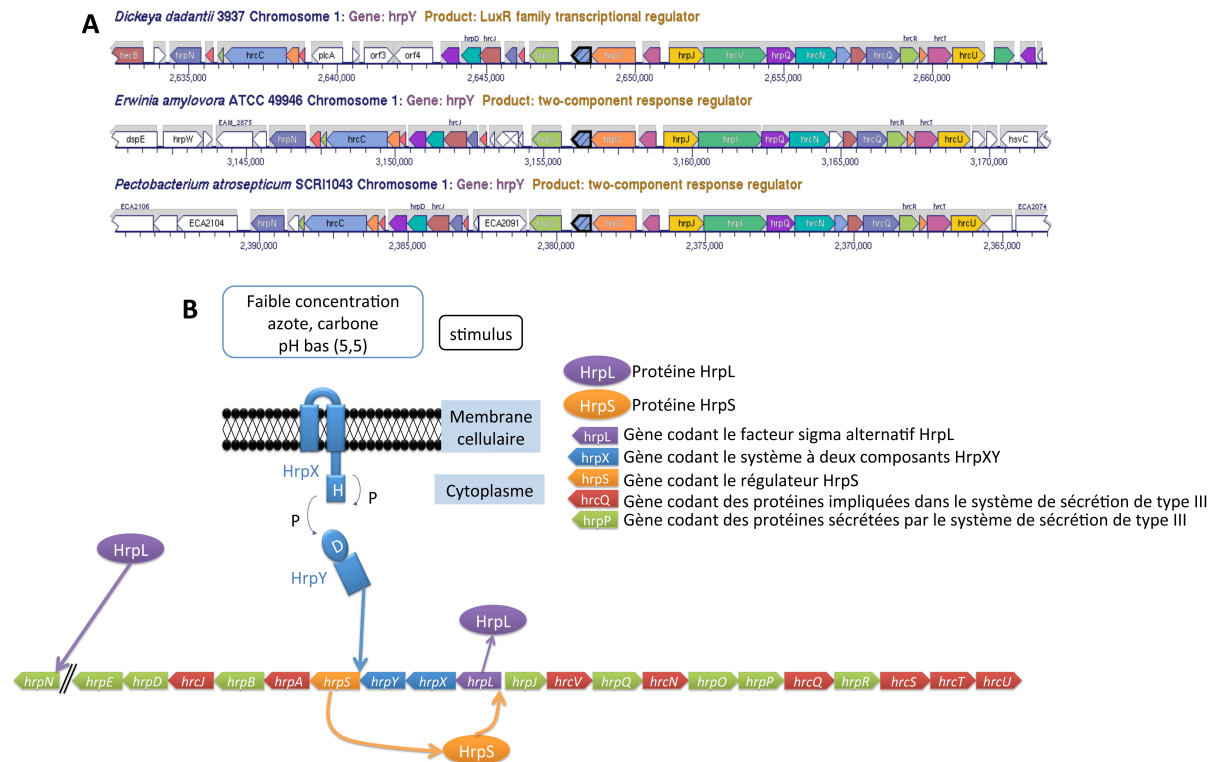 A
Dickeya dadantii 3937 Chromosome 1: Gene: hrpY Product: LuxR family transcriptional regulator
hrpD hrcJ hrcR hrcT
hecB hrpN hrcC plcA orf3 orf4 hrpJ hrcV hrpQ hrcN hrcQ hrcU
2,635,000 2,640,000 2,645,000 2,650,000 2,655,000 2,660,000
Erwinia amylovora ATCC 49946 Chromosome 1: Gene: hrpY Product: two-component response regulator
EAM_2875 hrcJ hrcR hrcT
dspE hrpW hrpN hrcC hrpJ hrpI hrpQ hrcN hrcQ hrcU hsvC
3,145,000 3,150,000 3,155,000 3,160,000 3,165,000 3,170,000
Pectobacterium atrosepticum SCRI1043 Chromosome 1: Gene: hrpY Product: two-component response regulator
ECA2106 hrpD hrcJ hrcR hrcT ECA2074
ECA2104 hrpN hrcC ECA2091 hrpJ hrpI hrpQ hrcN hrcQ hrcU
2,390,000 2,385,000 2,380,000 2,375,000 2,370,000 2,365,000
B
Faible concentration
azote, carbone
pH bas (5,5)
stimulus
HrpL Protéine HrpL
HrpS Protéine HrpS
hrpL Gène codant le facteur sigma alternatif HrpL
hrpX Gène codant le système à deux composants HrpXY
hrpS Gène codant le régulateur HrpS
hrcQ Gène codant des protéines impliquées dans le système de sécrétion de type III
hrpP Gène codant des protéines sécrétées par le système de sécrétion de type III
Membrane
cellulaire
HrpX
Cytoplasme
H
P
P
D
HrpY
HrpL
HrpL
hrpN hrpE hrpD hrcJ hrpB hrpA hrpS hrpY hrpX hrpL hrpJ hrcV hrpQ hrcN hrpO hrpP hrcQ hrpR hrcS hrcT hrcU
HrpS